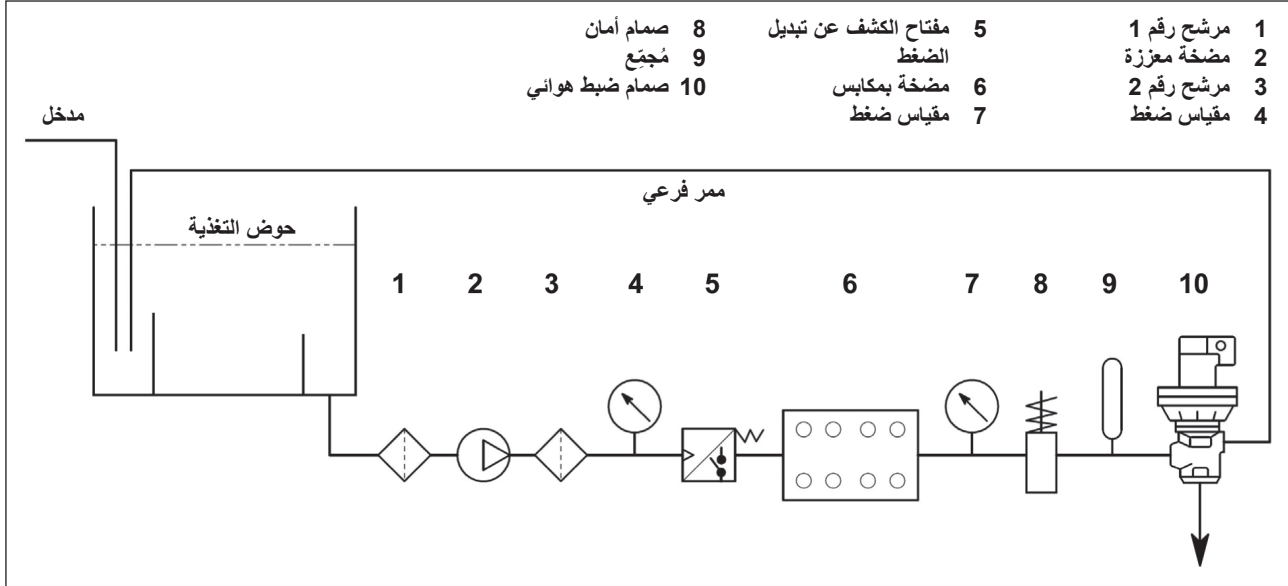 1 مرشح رقم 1
2 مضخة معززة
3 مرشح رقم 2
4 مقياس ضغط
5 مفتاح الكشف عن تبديل
الضغط
6 مضخة بمكابس
7 مقياس ضغط
8 صمام أمان
9 مُجمِّع
10 صمام ضبط هوائي
مدخل
ممر فرعي
حوض التغذية
1 2 3 4 5 6 7 8 9 10